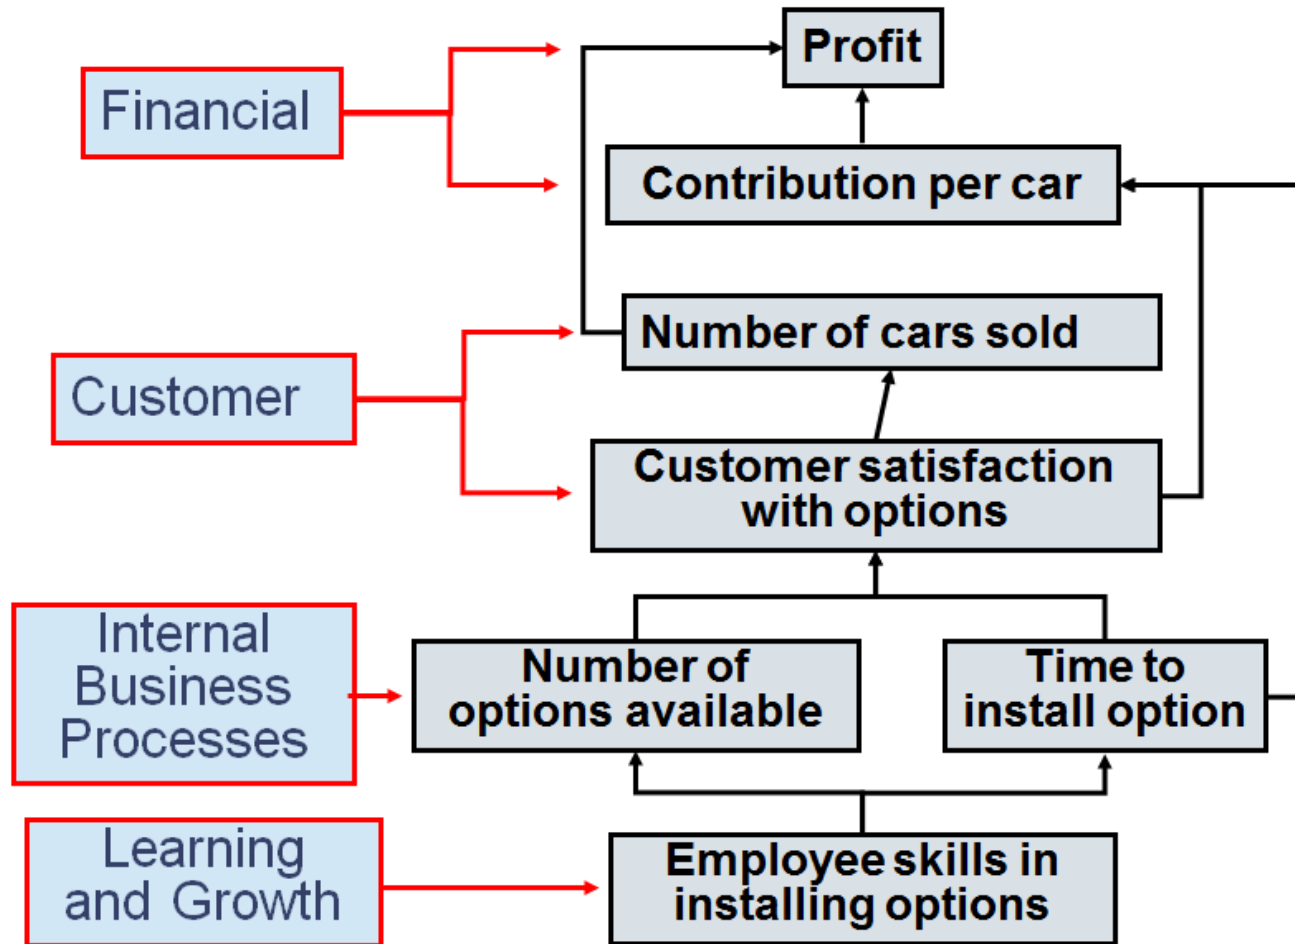 Profit
Financial
Contribution per car
Number of cars sold
Customer
Customer satisfaction
with options
Internal
Business
Processes
Number of
options available
Time to
install option
Learning
and Growth
Employee skills in
installing options